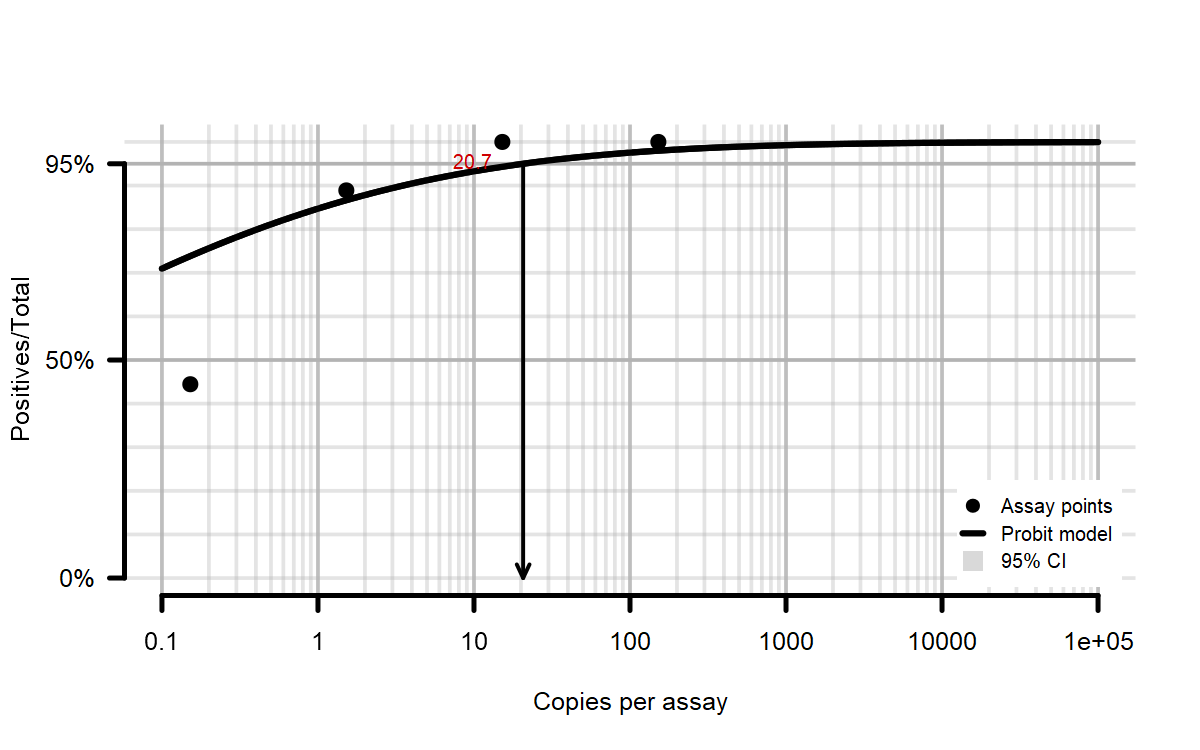 95%
20.7
50%
0%
Positives/Total
Assay points
Probit model
95% CI
0.1 1 10 100 1000 10000 1e+05
Copies per assay